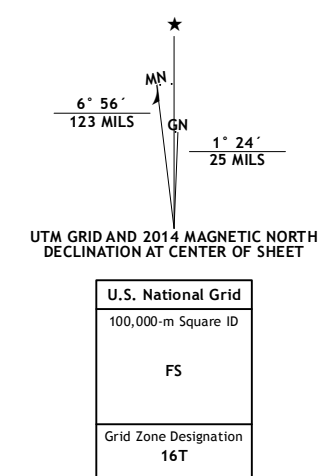 ★
MN
6° 56´
123 MILS
GN
1° 24´
25 MILS
UTM GRID AND 2014 MAGNETIC NORTH
DECLINATION AT CENTER OF SHEET
U.S. National Grid
100,000-m Square ID
FS
Grid Zone Designation
16T